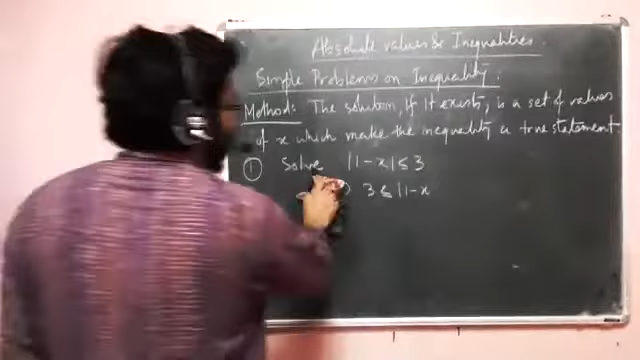 Absolute values & Inequalities.
Simple Problems on Inequality:
Method: The solution, if it exists, is a set of values
of x which make the inequality a true statement
① Solve |1-x| ≤ 3
) 3 ≤ |1-x